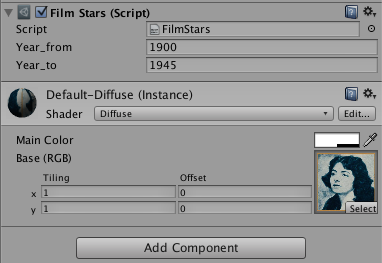 Film Stars (Script)
Script FilmStars
Year_from 1900
Year_to 1945
Default-Diffuse (Instance)
Shader Diffuse Edit...
Main Color
Base (RGB)
Tiling Offset
x 1 0
y 1 0
Select
Add Component